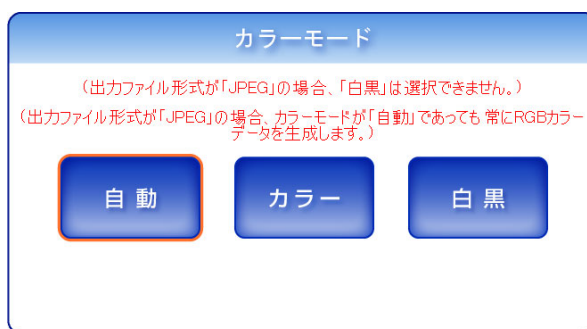 カラーモード
（出力ファイル形式が「JPEG」の場合、「白黒」は選択できません。）
（出力ファイル形式が「JPEG」の場合、カラーモードが「自動」であっても 常にRGBカラー
データを生成します。）
自動 カラー 白黒